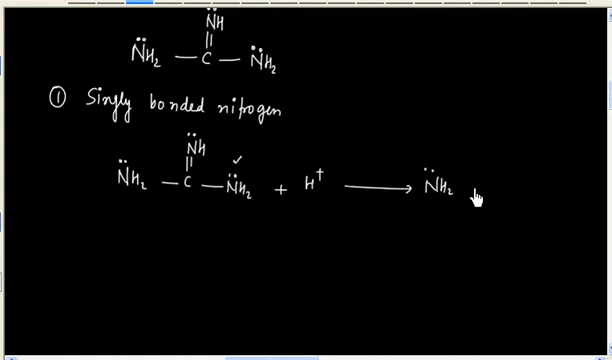 N̈H
||
N̈H₂ — C — N̈H₂
① Singly bonded nitrogen
N̈H ✓
||
N̈H₂ — C — N̈H₂ + H⁺ ⟶ N̈H₂